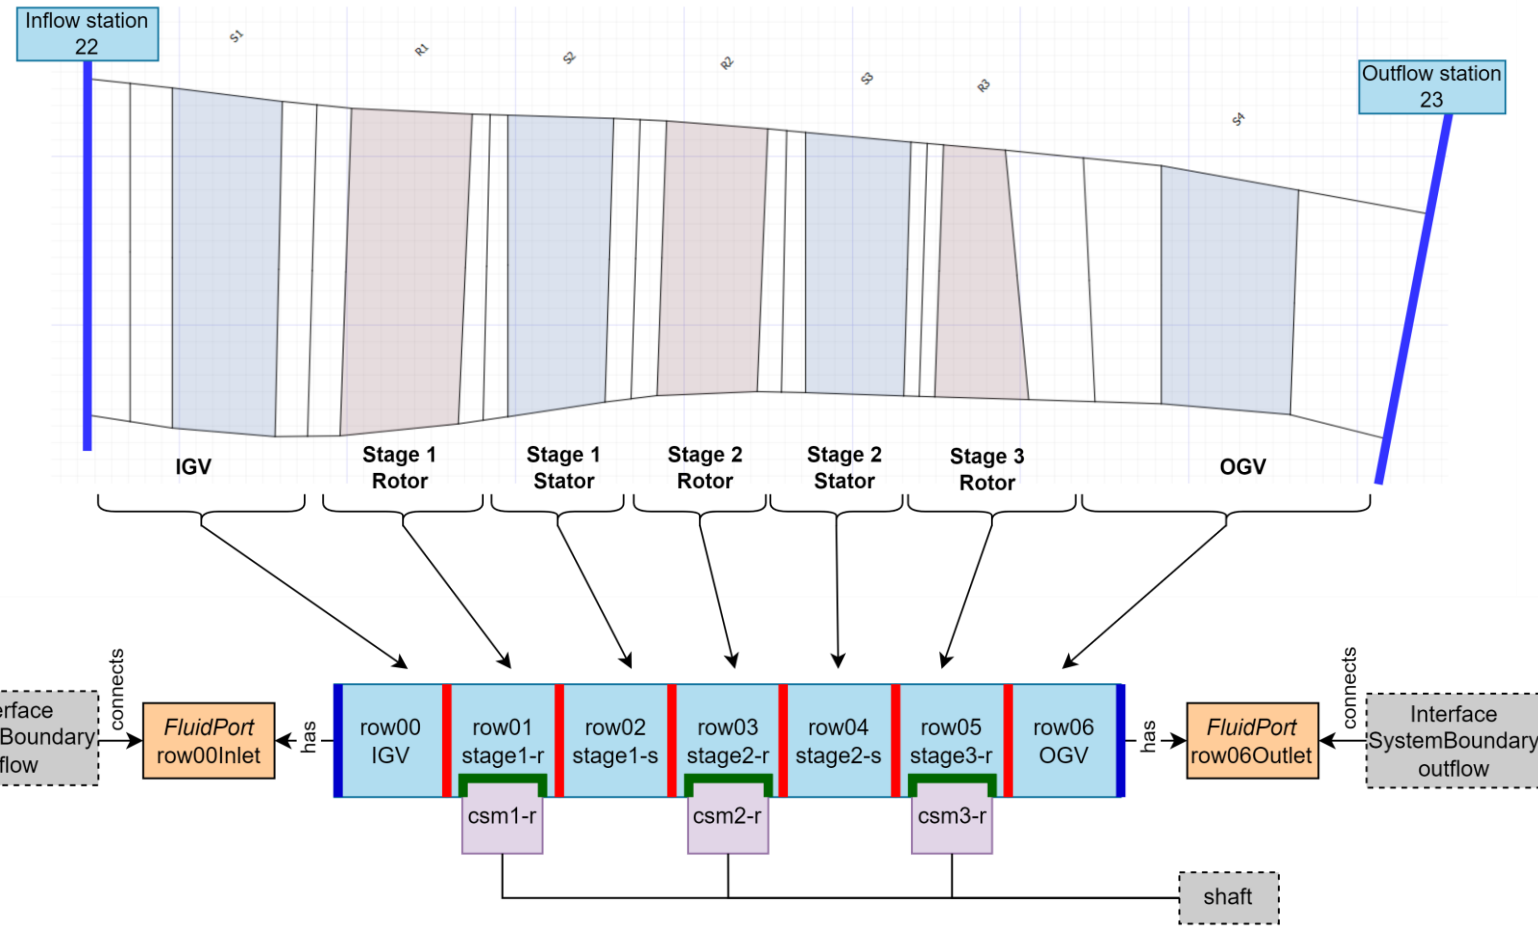 Inflow station
22
S1
R1
S2
R2
S3
R3
S4
Outflow station
23
IGV
Stage 1
Rotor
Stage 1
Stator
Stage 2
Rotor
Stage 2
Stator
Stage 3
Rotor
OGV
erface
Boundary
flow
connects
FluidPort
row00Inlet
has
row00
IGV
row01
stage1-r
row02
stage1-s
row03
stage2-r
row04
stage2-s
row05
stage3-r
row06
OGV
has
FluidPort
row06Outlet
connects
Interface
SystemBoundary
outflow
csm1-r
csm2-r
csm3-r
shaft